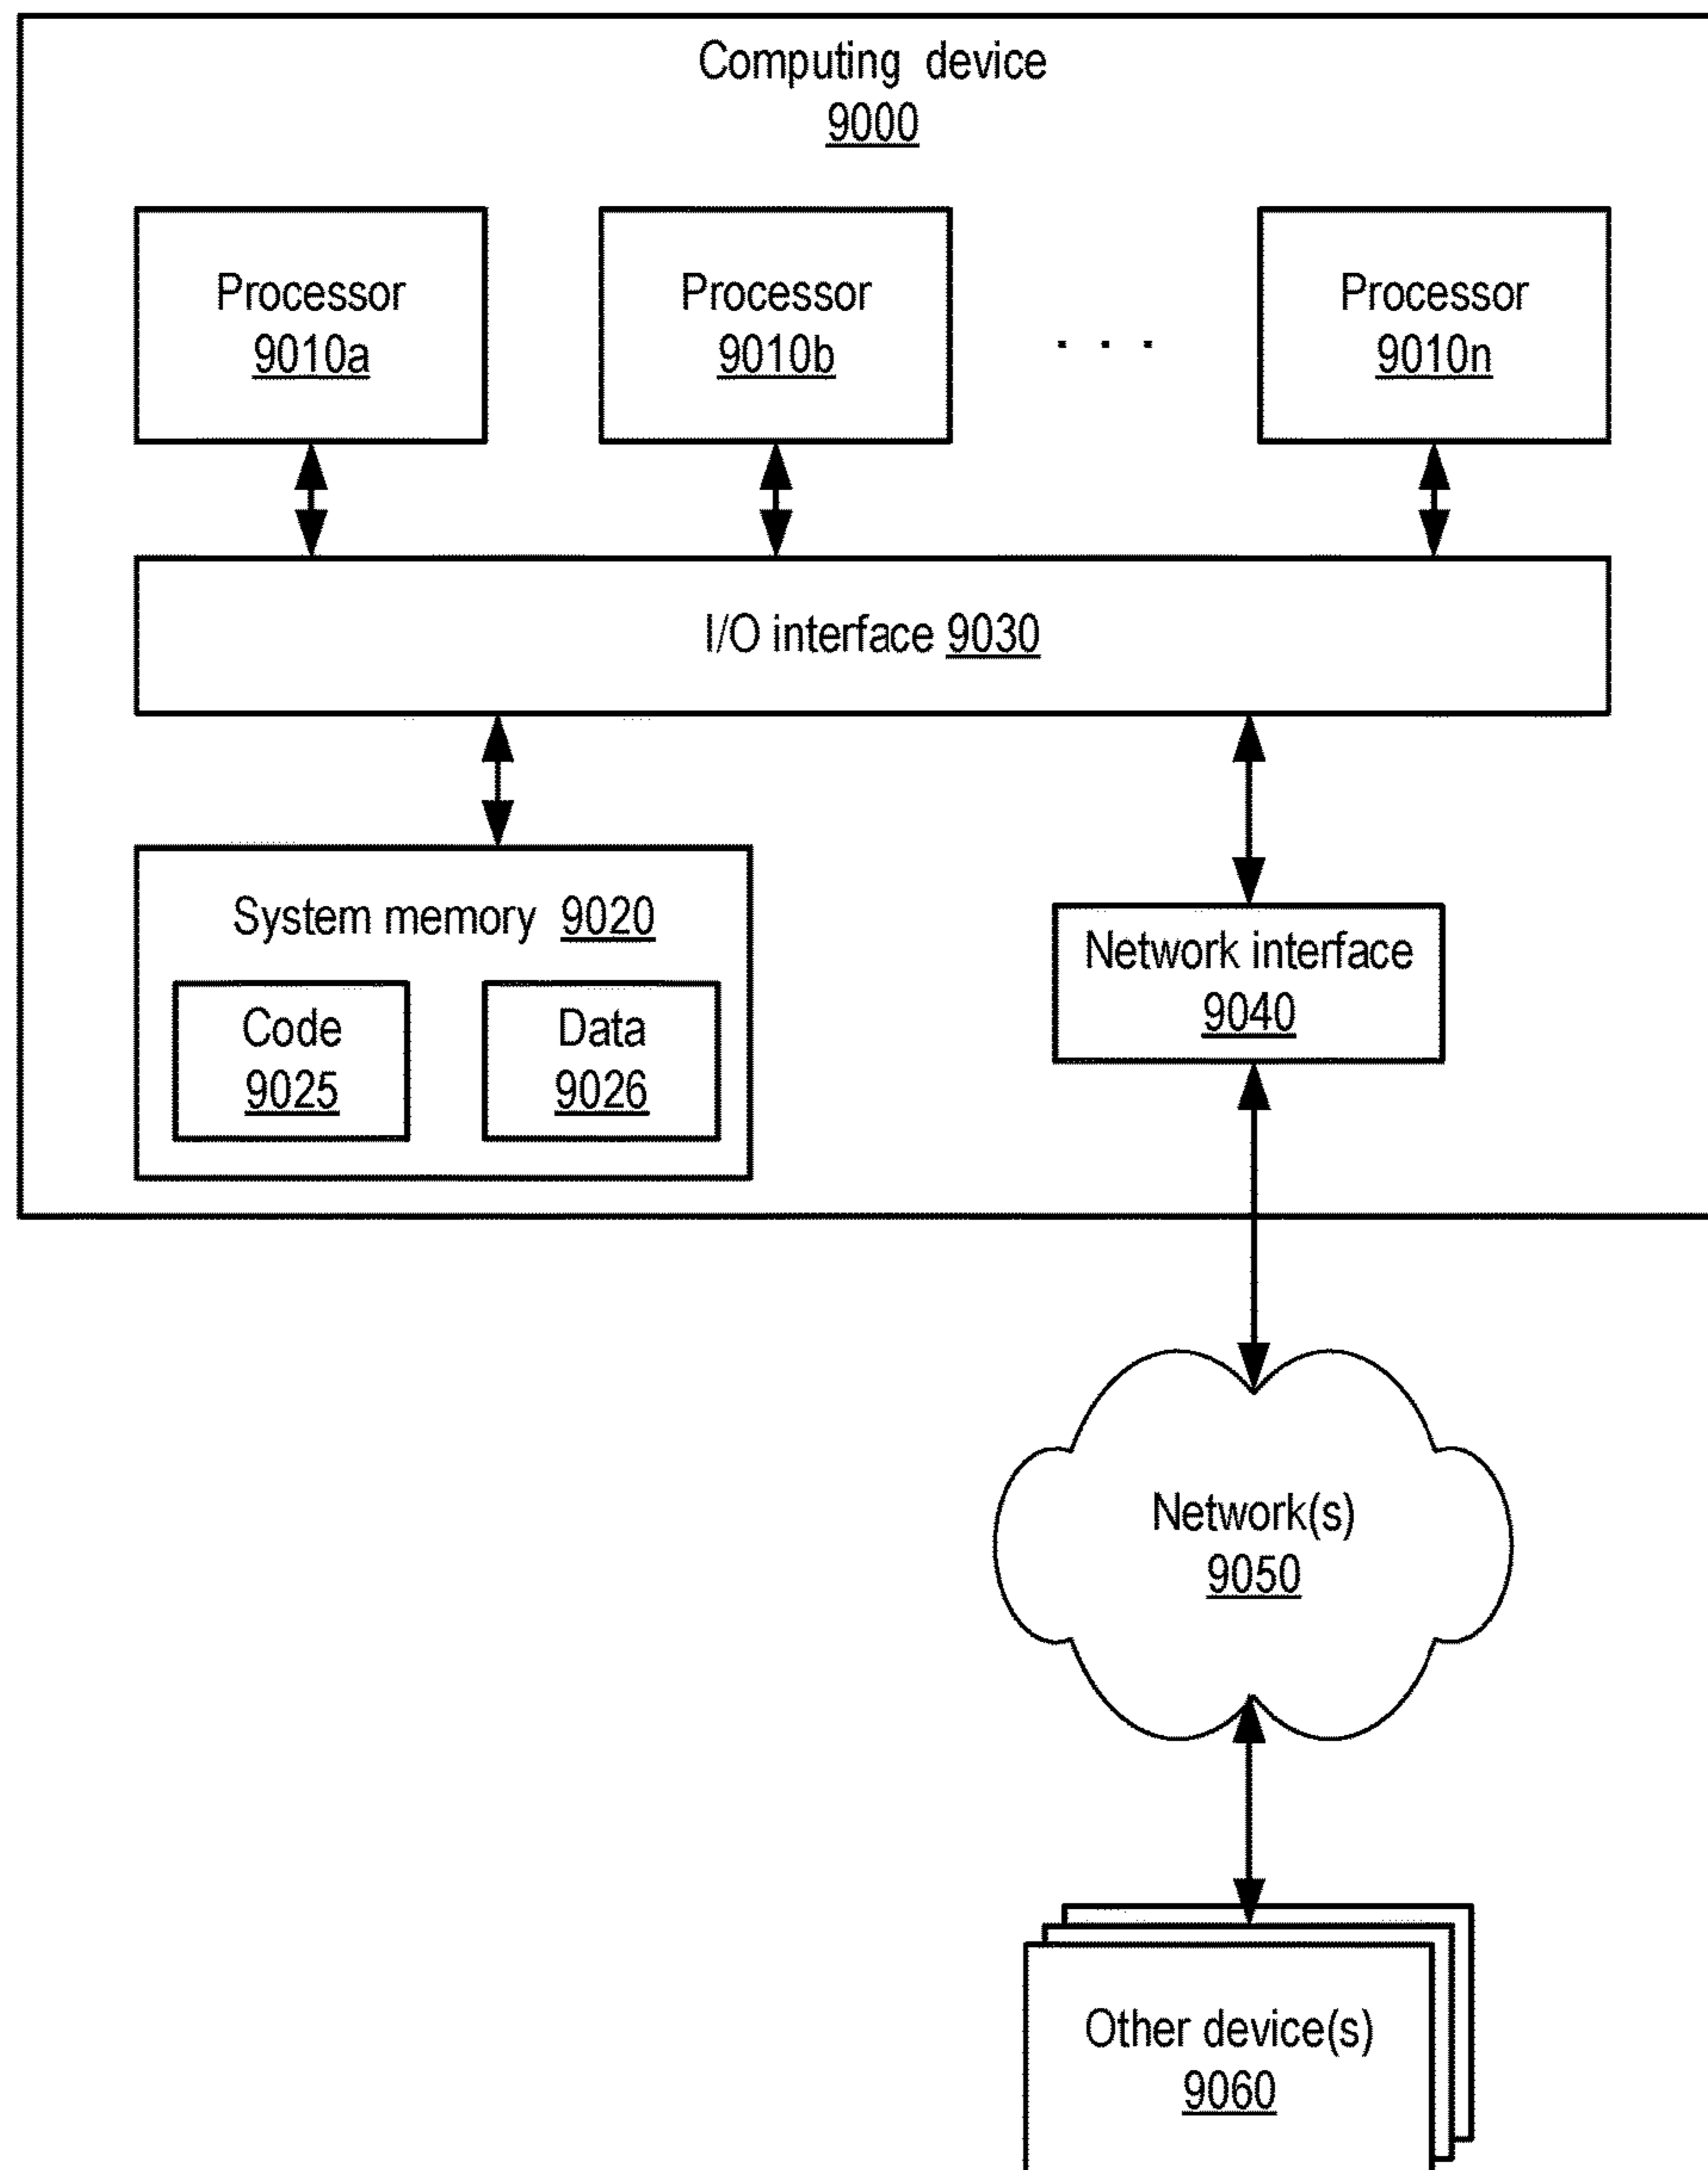 Computing device
9000
Processor
9010a
Processor
9010b
. . .
Processor
9010n
I/O interface 9030
System memory 9020
Code
9025
Data
9026
Network interface
9040
Network(s)
9050
Other device(s)
9060